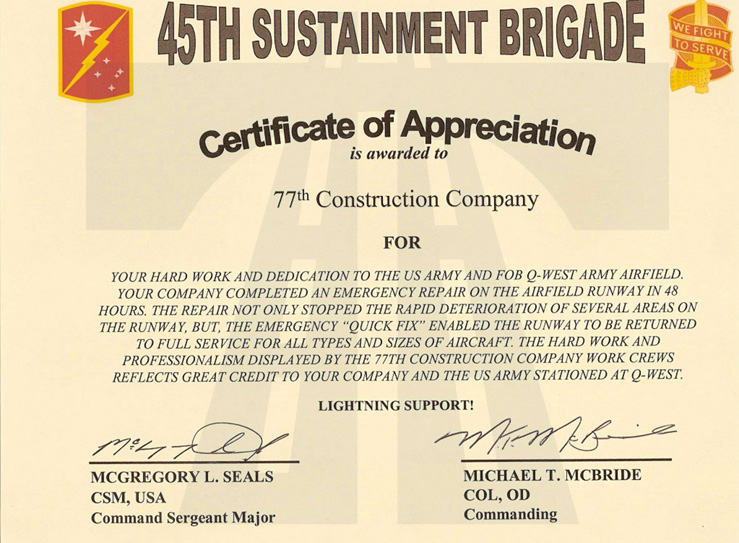 45TH SUSTAINMENT BRIGADE
WE FIGHT
TO SERVE
Certificate of Appreciation
is awarded to
77th Construction Company
FOR
YOUR HARD WORK AND DEDICATION TO THE US ARMY AND FOB Q-WEST ARMY AIRFIELD.
YOUR COMPANY COMPLETED AN EMERGENCY REPAIR ON THE AIRFIELD RUNWAY IN 48
HOURS. THE REPAIR NOT ONLY STOPPED THE RAPID DETERIORATION OF SEVERAL AREAS ON
THE RUNWAY, BUT, THE EMERGENCY “QUICK FIX” ENABLED THE RUNWAY TO BE RETURNED
TO FULL SERVICE FOR ALL TYPES AND SIZES OF AIRCRAFT. THE HARD WORK AND
PROFESSIONALISM DISPLAYED BY THE 77TH CONSTRUCTION COMPANY WORK CREWS
REFLECTS GREAT CREDIT TO YOUR COMPANY AND THE US ARMY STATIONED AT Q-WEST.
LIGHTNING SUPPORT!
MCGREGORY L. SEALS
CSM, USA
Command Sergeant Major
MICHAEL T. MCBRIDE
COL, OD
Commanding